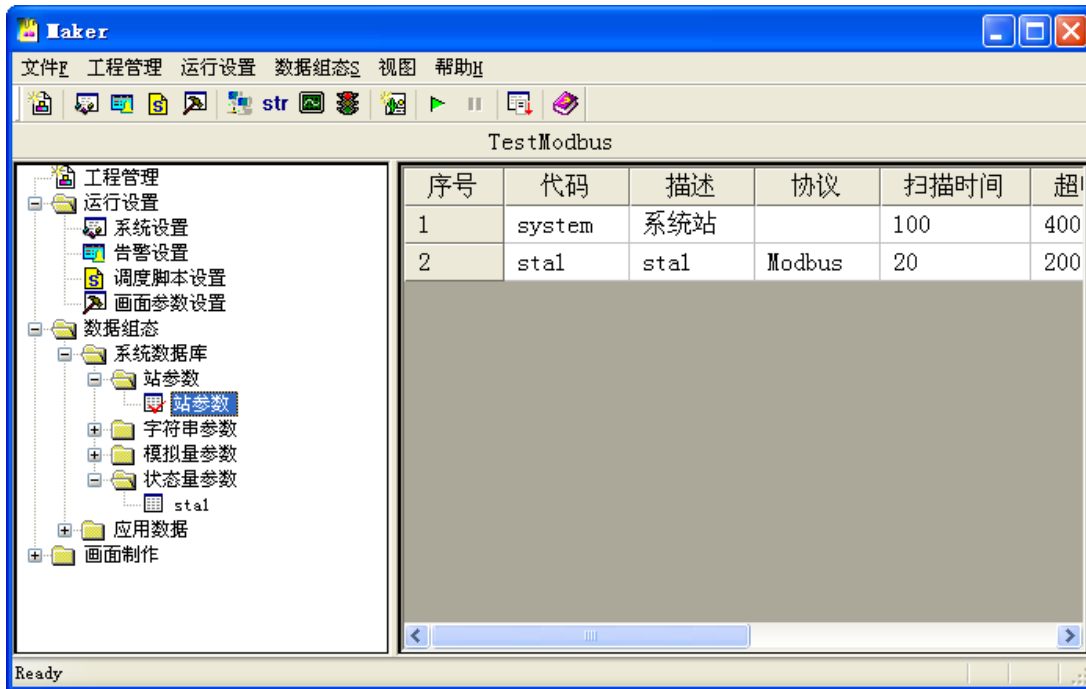 Maker
文件F 工程管理 运行设置 数据组态S 视图 帮助H
str
TestModbus
工程管理
运行设置
系统设置
告警设置
调度脚本设置
画面参数设置
数据组态
系统数据库
站参数
站参数
字符串参数
模拟量参数
状态量参数
sta1
应用数据
画面制作
序号 代码 描述 协议 扫描时间
1 system 系统站 100 400
2 sta1 sta1 Modbus 20 200
Ready